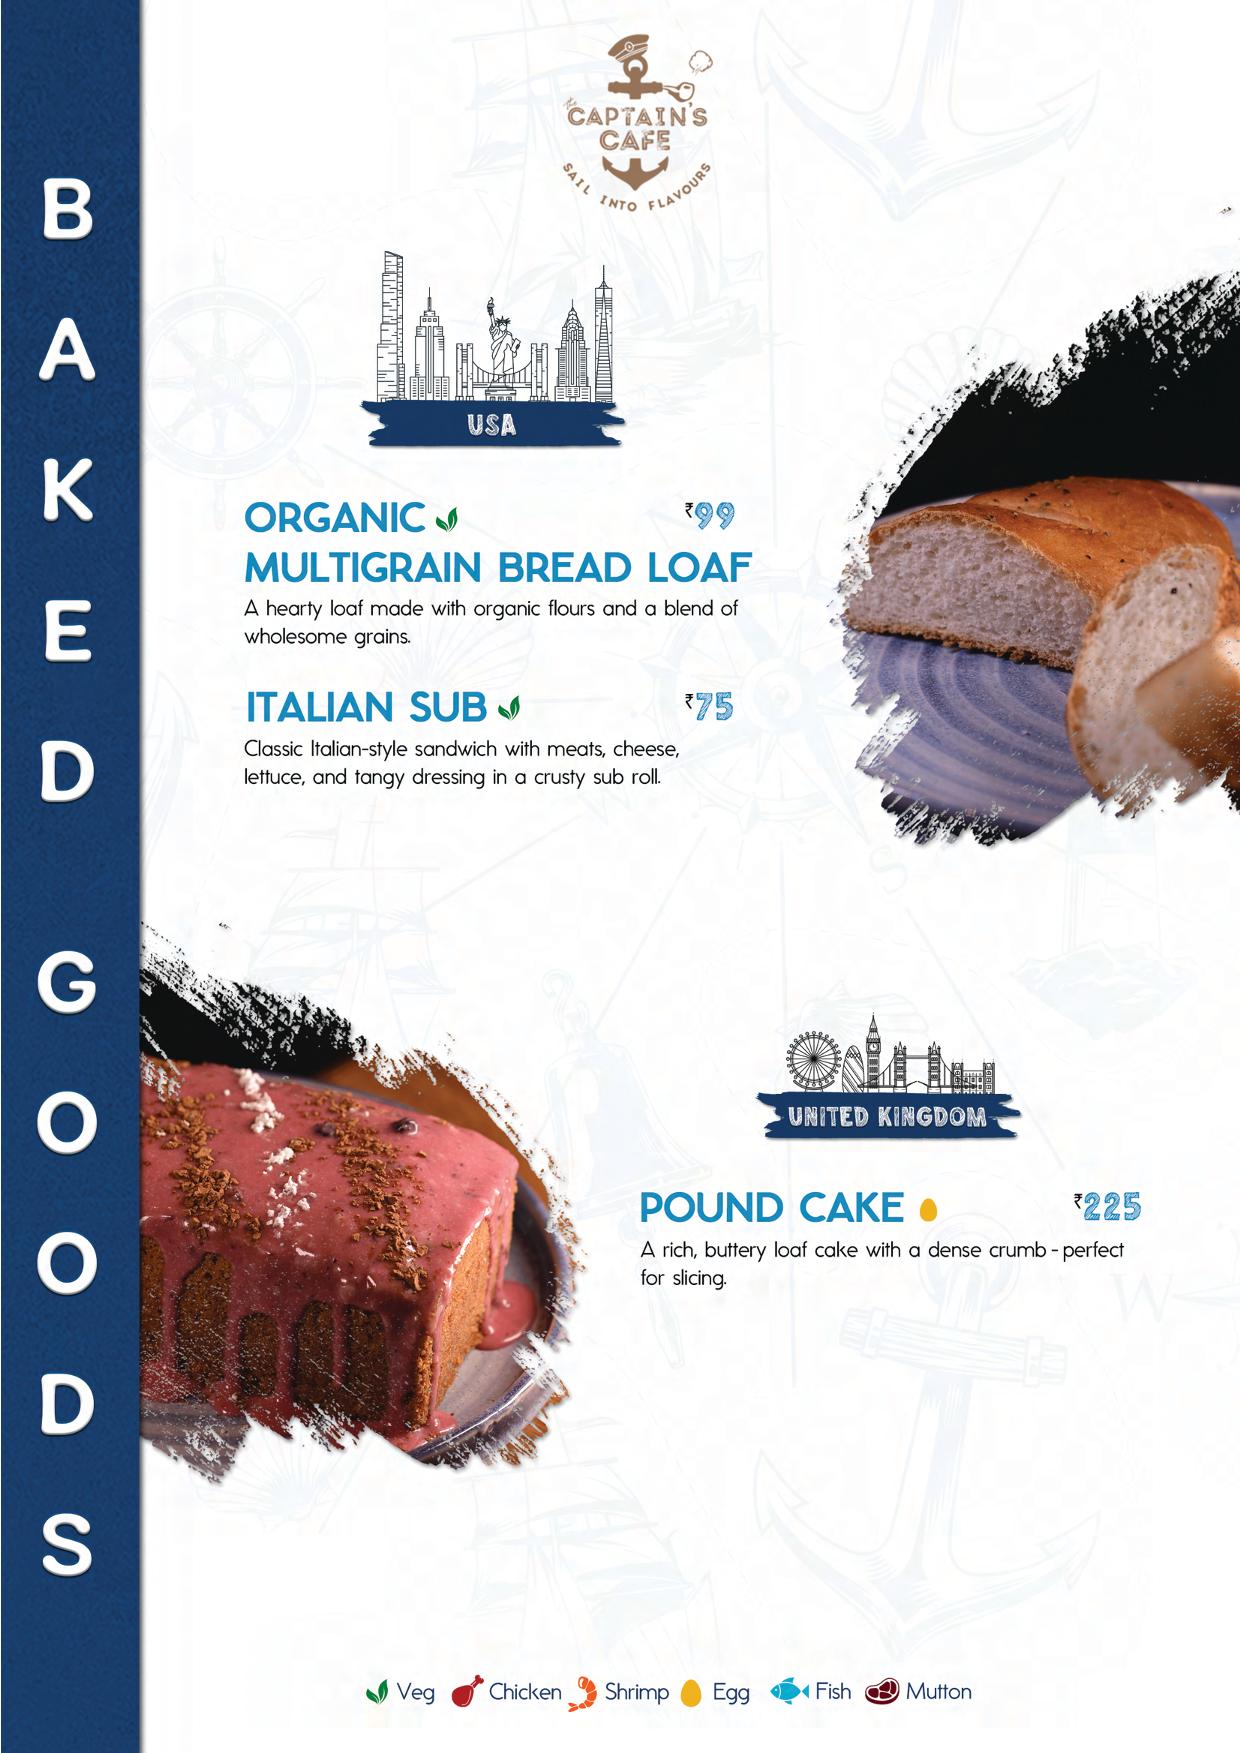 the
CAPTAIN'S
CAFE
SAIL INTO FLAVOURS
BAKED GOODS
USA
ORGANIC ₹99
MULTIGRAIN BREAD LOAF
A hearty loaf made with organic flours and a blend of
wholesome grains.
ITALIAN SUB ₹75
Classic Italian-style sandwich with meats, cheese,
lettuce, and tangy dressing in a crusty sub roll.
S
UNITED KINGDOM
POUND CAKE ₹225
A rich, buttery loaf cake with a dense crumb - perfect
for slicing.
W
Veg Chicken Shrimp Egg Fish Mutton